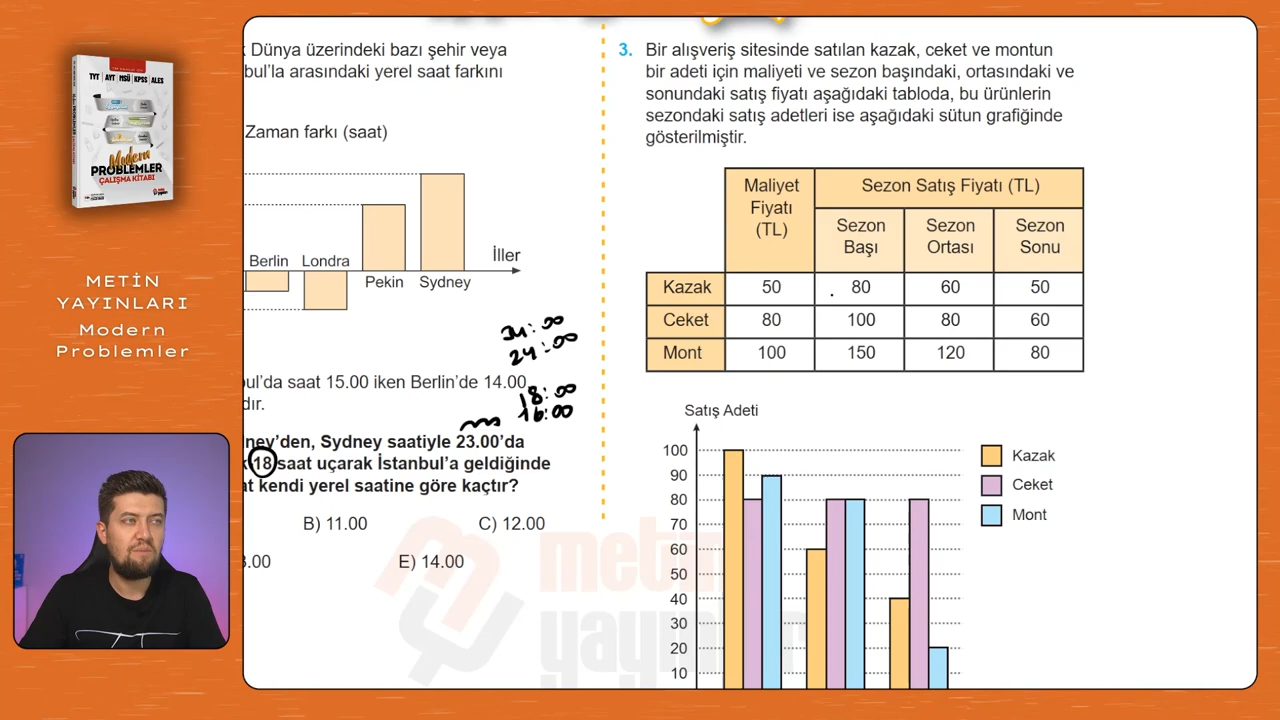 TYT | AYT | MSÜ | KPSS | ALES
Modern
PROBLEMLER
ÇALIŞMA KİTABI
METİN
YAYINLARI
Modern
Problemler
Dünya üzerindeki bazı şehir veya
bul'la arasındaki yerel saat farkını
Zaman farkı (saat)
Berlin
Londra
Pekin
Sydney
İller
34:00
24:00
bul'da saat 15.00 iken Berlin'de 14.00
dır.
18:00
16:00
ney'den, Sydney saatiyle 23.00'da
18 saat uçarak İstanbul'a geldiğinde
at kendi yerel saatine göre kaçtır?
B) 11.00
C) 12.00
3.00
E) 14.00
3. Bir alışveriş sitesinde satılan kazak, ceket ve montun
bir adeti için maliyeti ve sezon başındaki, ortasındaki ve
sonundaki satış fiyatı aşağıdaki tabloda, bu ürünlerin
sezondaki satış adetleri ise aşağıdaki sütun grafiğinde
gösterilmiştir.
Maliyet
Fiyatı
(TL)
Sezon Satış Fiyatı (TL)
Sezon
Başı
Sezon
Ortası
Sezon
Sonu
Kazak 50 80 60 50
Ceket 80 100 80 60
Mont 100 150 120 80
Satış Adeti
100
90
80
70
60
50
40
30
20
10
Kazak
Ceket
Mont
metin
yayınları